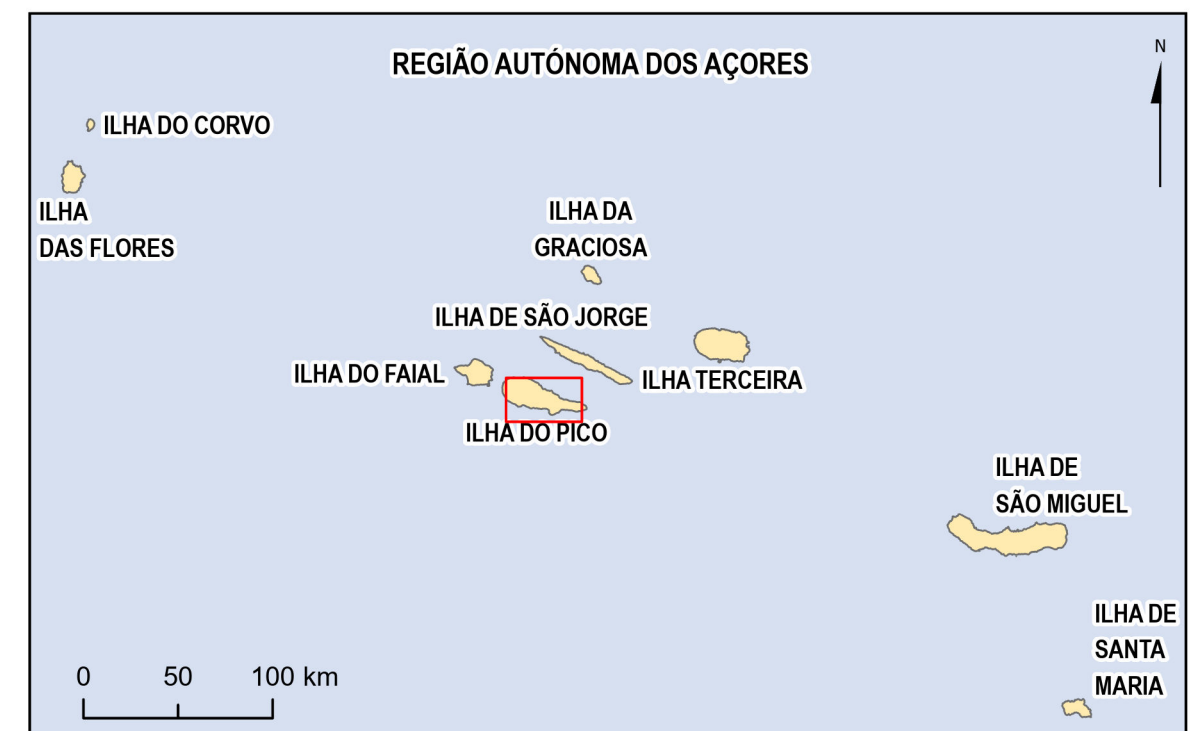 REGIÃO AUTÓNOMA DOS AÇORES
N
ILHA DO CORVO
ILHA
DAS FLORES
ILHA DA
GRACIOSA
ILHA DE SÃO JORGE
ILHA DO FAIAL
ILHA TERCEIRA
ILHA DO PICO
ILHA DE
SÃO MIGUEL
ILHA DE
SANTA
MARIA
0 50 100 km